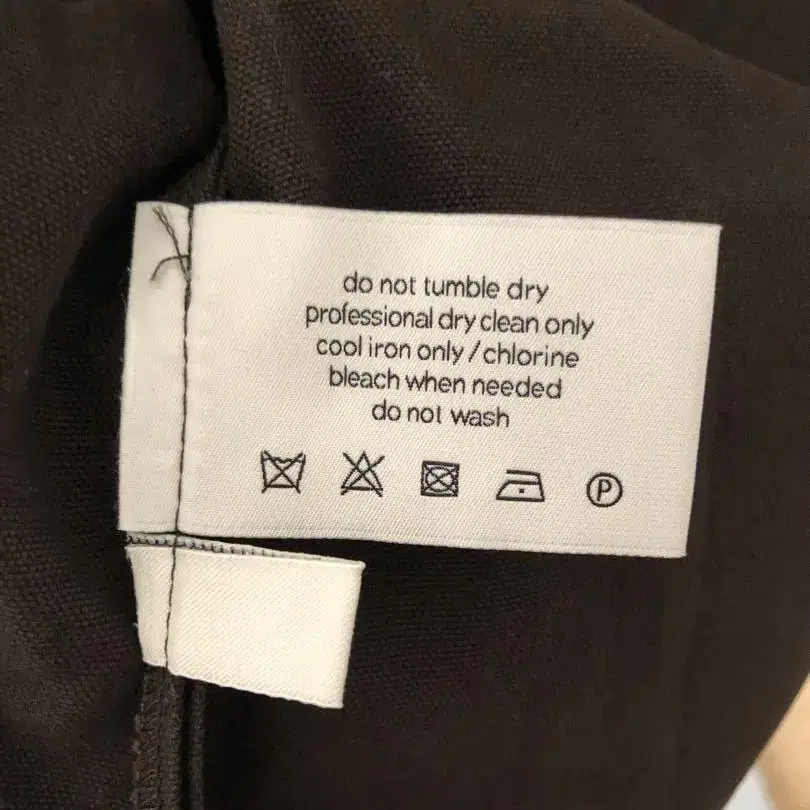 do not tumble dry
professional dry clean only
cool iron only / chlorine
bleach when needed
do not wash
P